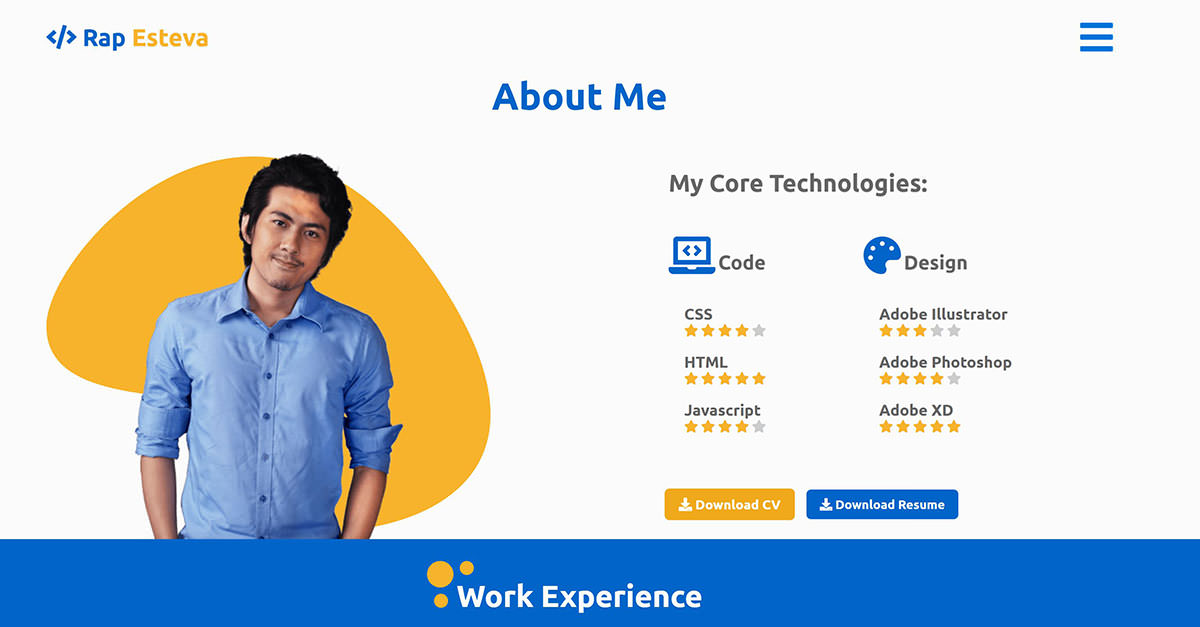 </> Rap Esteva
About Me
My Core Technologies:
Code
Design
CSS
HTML
Javascript
Adobe Illustrator
Adobe Photoshop
Adobe XD
Download CV
Download Resume
Work Experience